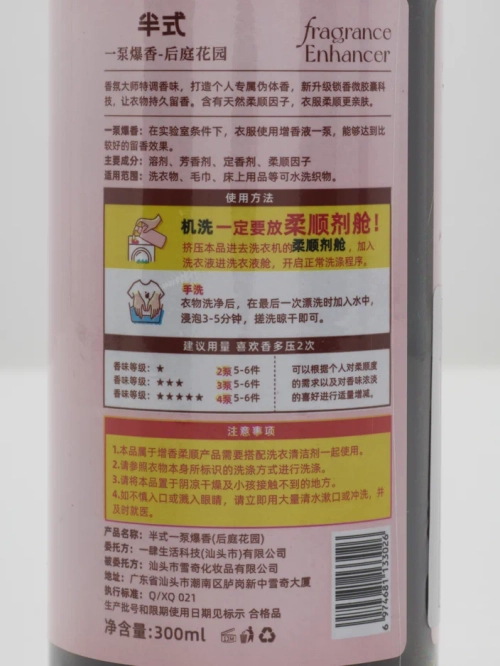 半式
fragrance
Enhancer
一泵爆香-后庭花园
香氛大师特调香味，打造个人专属伪体香，新升级锁香微胶囊科
技，让衣物持久留香。含有天然柔顺因子，衣服柔顺更亲肤。
一泵爆香：在实验室条件下，衣服使用增香液一泵，能够达到比
较好的留香效果。
主要成分：溶剂、芳香剂、定香剂、柔顺因子
适用范围：洗衣物、毛巾、床上用品等可水洗织物。
使用方法
机洗一定要放柔顺剂舱！
挤压本品进去洗衣机的柔顺剂舱，加入
洗衣液进洗衣液舱，开启正常洗涤程序。
手洗
衣物洗净后，在最后一次漂洗时加入水中，
浸泡3-5分钟，搓洗晾干即可。
建议用量 喜欢香多压2次
香味等级：★ 2泵5-6件
香味等级：★★★ 3泵5-6件
香味等级：★★★★★ 4泵5-6件
可以根据个人对柔顺度
的需求以及对香味浓淡
的喜好进行适量增减。
注意事项
1.本品属于增香柔顺产品需要搭配洗衣清洁剂一起使用。
2.请参照衣物本身所标识的洗涤方式进行洗涤。
3.请将本品置于阴凉干燥及小孩接触不到的地方。
4.如不慎入口或溅入眼睛，请立即用大量清水漱口或冲洗，并
及时就医。
产品名称：半式一泵爆香(后庭花园)
委托方：一肆生活科技(汕头市)有限公司
被委托方：汕头市雪奇化妆品有限公司
地址：广东省汕头市潮南区胪岗新中雪奇大厦
执行标准：Q/XQ 021
生产批号和限期使用日期见标示 合格品
净含量：300ml
6 974681 133026